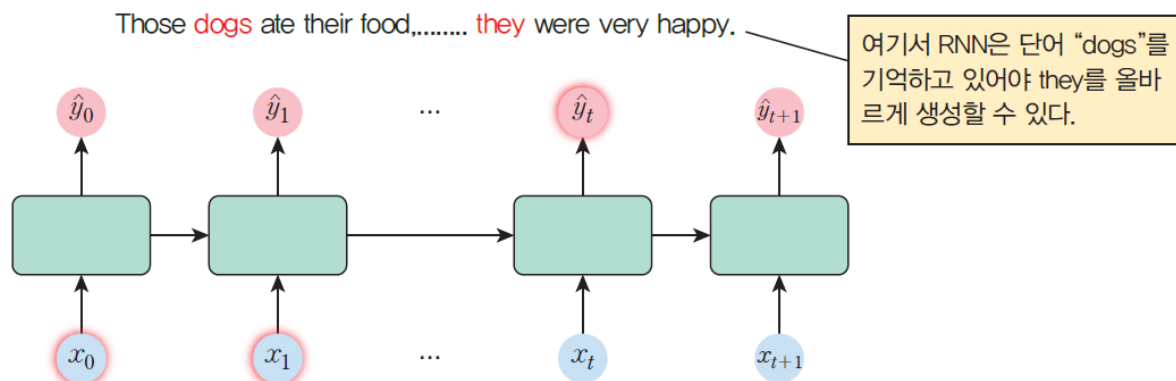 Those dogs ate their food,........ they were very happy.
여기서 RNN은 단어 “dogs”를
기억하고 있어야 they를 올바
르게 생성할 수 있다.
ŷ₀ ŷ₁ ... ŷₜ ŷₜ₊₁
x₀ x₁ ... xₜ xₜ₊₁